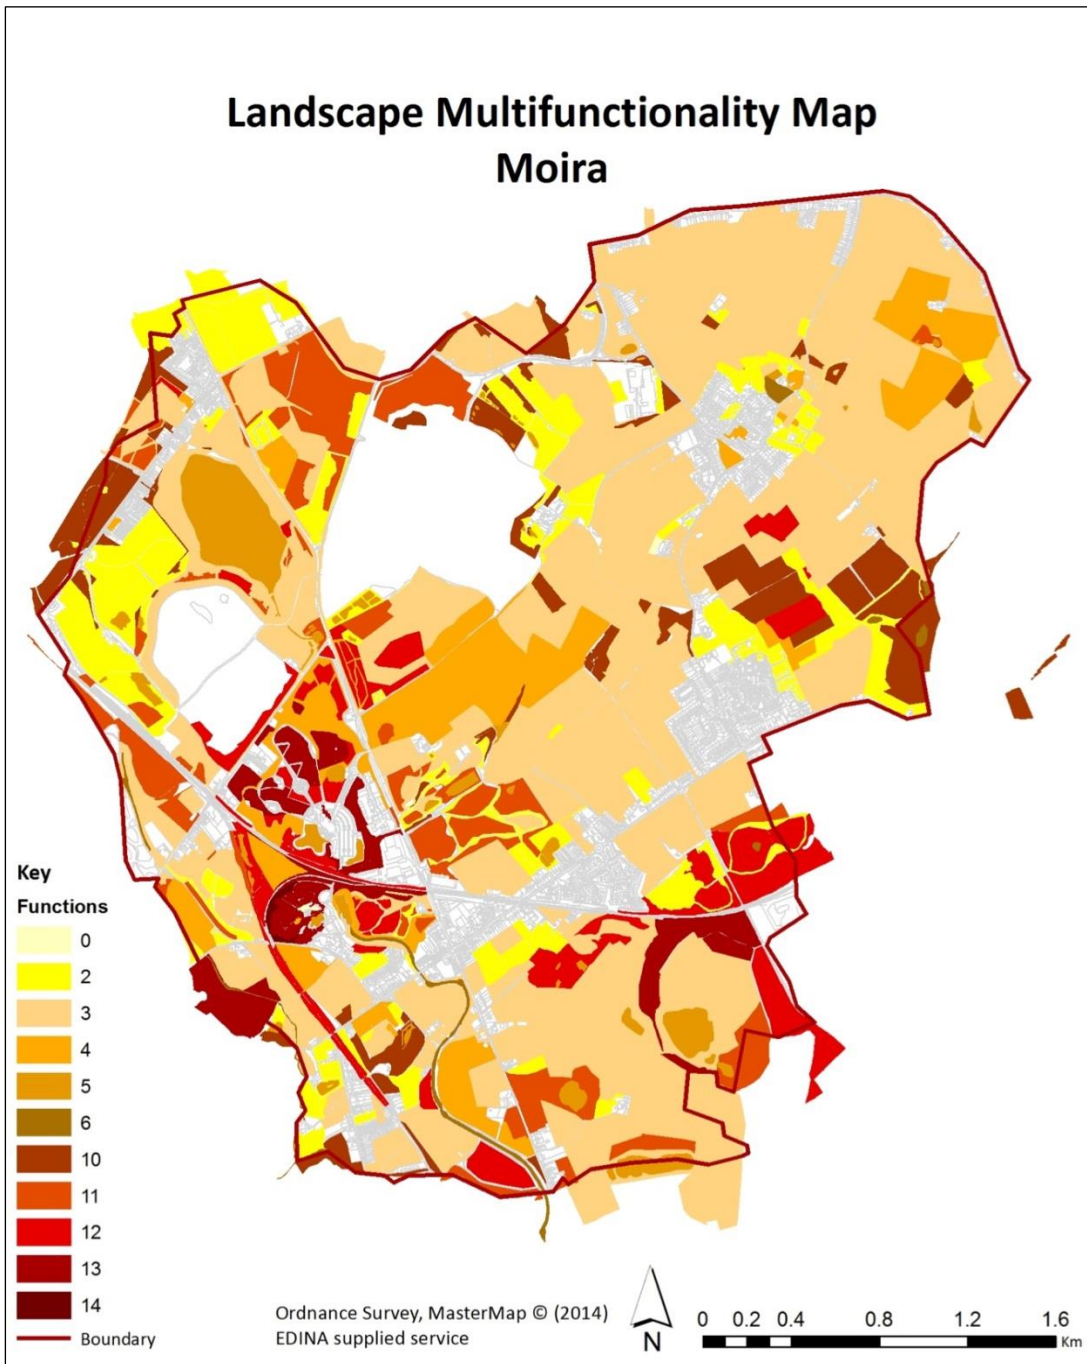 Landscape Multifunctionality Map
Moira
Key
Functions
0
2
3
4
5
6
10
11
12
13
14
Boundary
Ordnance Survey, MasterMap © (2014)
EDINA supplied service
N
0 0.2 0.4 0.8 1.2 1.6
Km